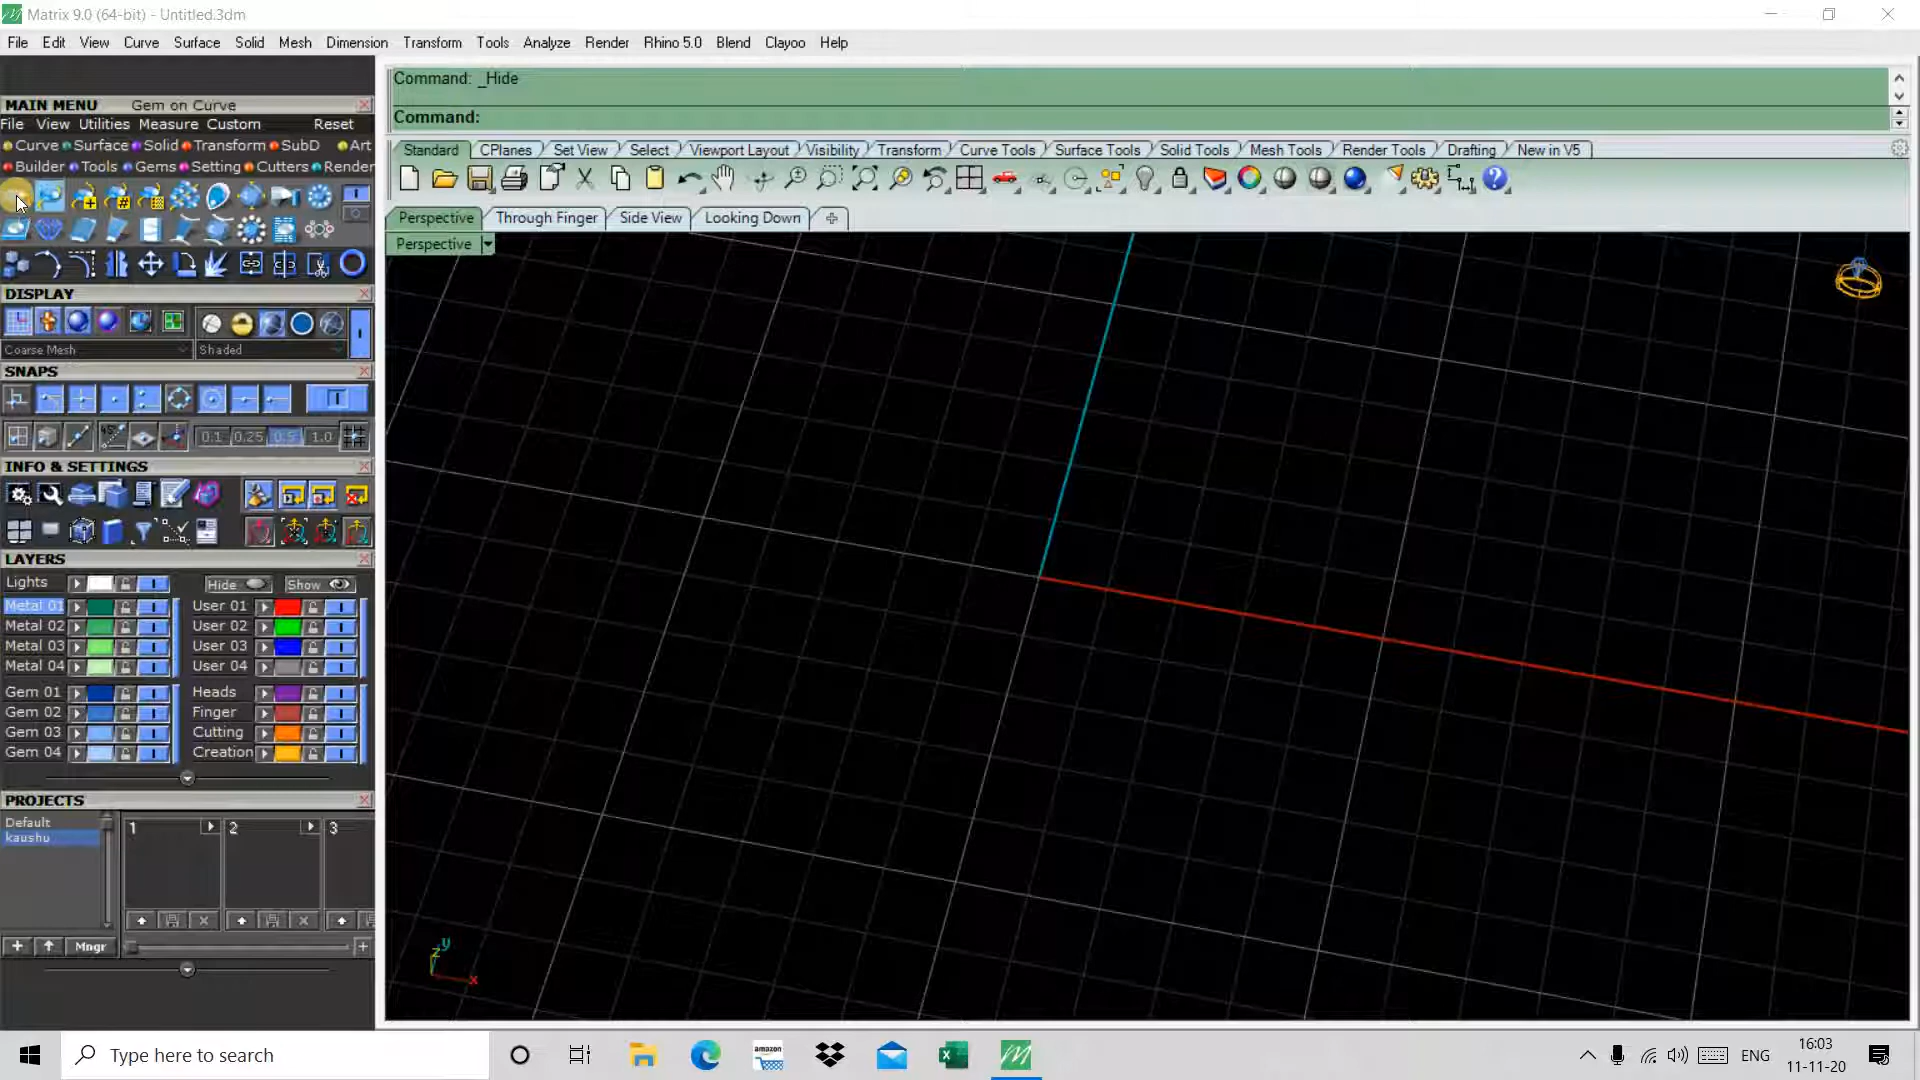 Matrix 9.0 (64-bit) - Untitled.3dm
File Edit View Curve Surface Solid Mesh Dimension Transform Tools Analyze Render Rhino 5.0 Blend Clayoo Help
Command: _Hide
Command:
MAIN MENU Gem on Curve
File View Utilities Measure Custom Reset
Curve Surface Solid Transform SubD Art
Builder Tools Gems Setting Cutters Render
Standard CPlanes Set View Select Viewport Layout Visibility Transform Curve Tools Surface Tools Solid Tools Mesh Tools Render Tools Drafting New in V5
Perspective Through Finger Side View Looking Down
Perspective
DISPLAY
Coarse Mesh Shaded
SNAPS
0.1 0.25 0.5 1.0
INFO & SETTINGS
LAYERS
Lights Hide Show
Metal 01 User 01
Metal 02 User 02
Metal 03 User 03
Metal 04 User 04
Gem 01 Heads
Gem 02 Finger
Gem 03 Cutting
Gem 04 Creation
PROJECTS
Default
kaushu
1 2 3
Mngr
z y x
Type here to search
amazon
ENG
16:03
11-11-20